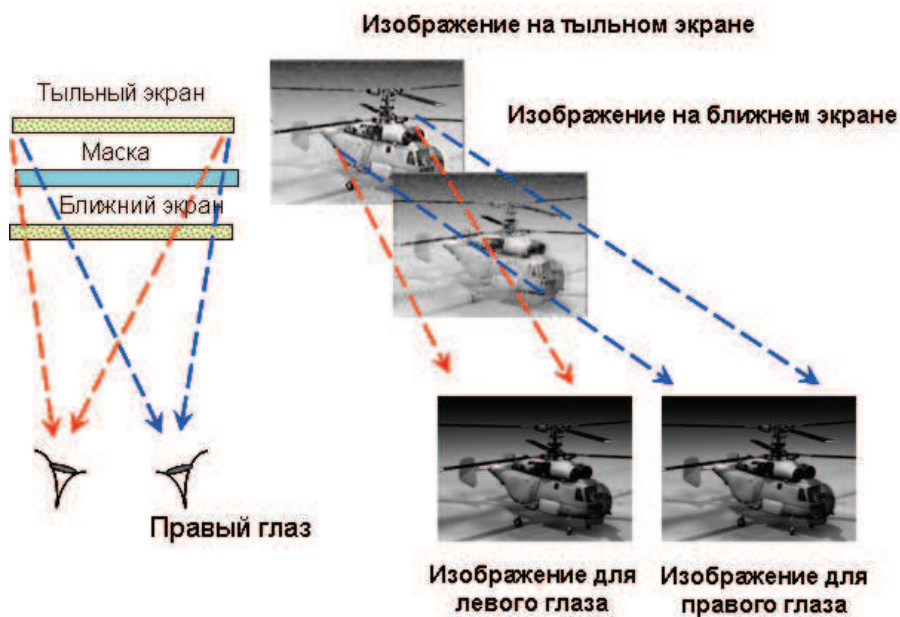 Изображение на тыльном экране
Тыльный экран
Изображение на ближнем экране
Маска
Ближний экран
Правый глаз
Изображение для
левого глаза
Изображение для
правого глаза